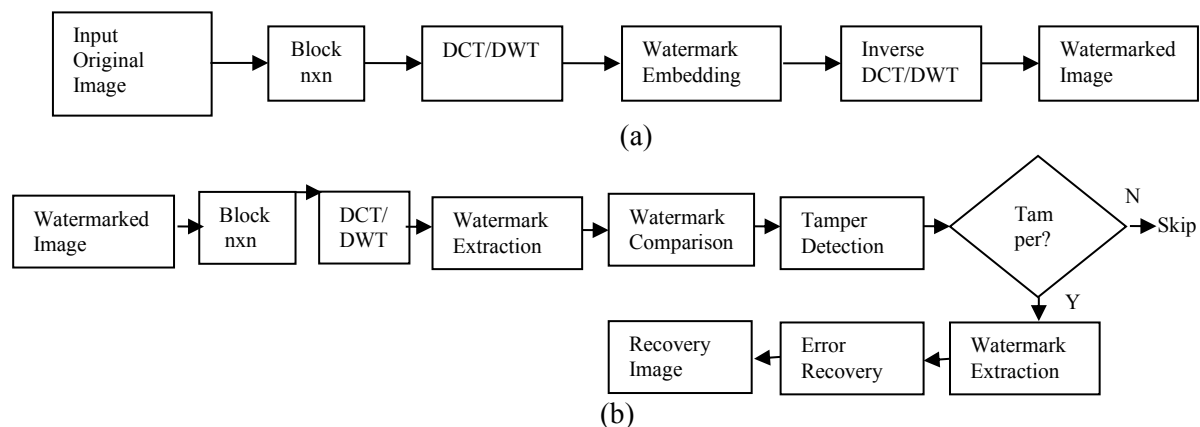 Input
Original
Image
Block
nxn
DCT/DWT
Watermark
Embedding
Inverse
DCT/DWT
Watermarked
Image
(a)
Watermarked
Image
Block
nxn
DCT/
DWT
Watermark
Extraction
Watermark
Comparison
Tamper
Detection
Tam
per?
N
Skip
Y
Watermark
Extraction
Error
Recovery
Recovery
Image
(b)